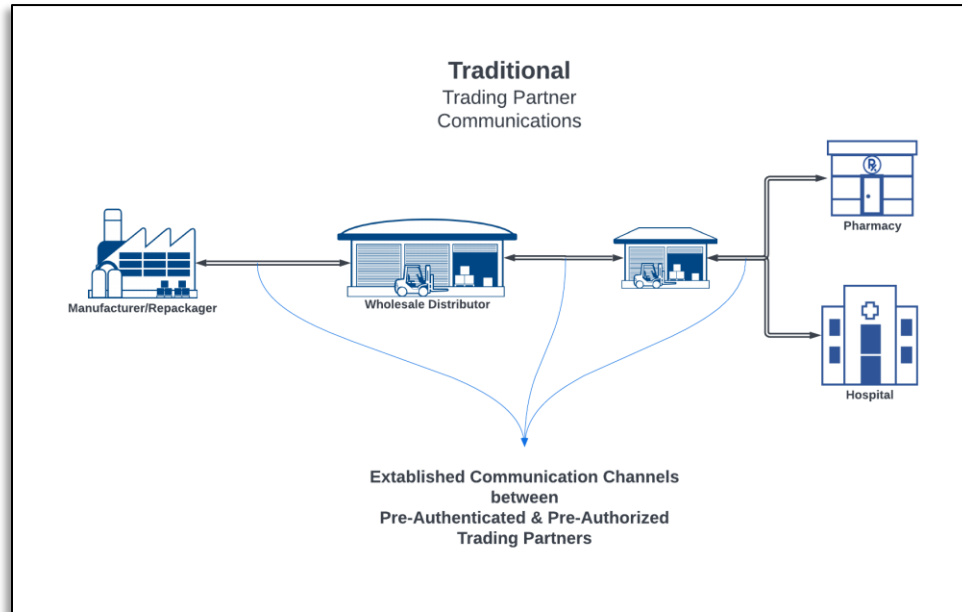 Traditional
Trading Partner
Communications
Rx
Pharmacy
Manufacturer/Repackager
Wholesale Distributor
Hospital
Extablished Communication Channels
between
Pre-Authenticated & Pre-Authorized
Trading Partners